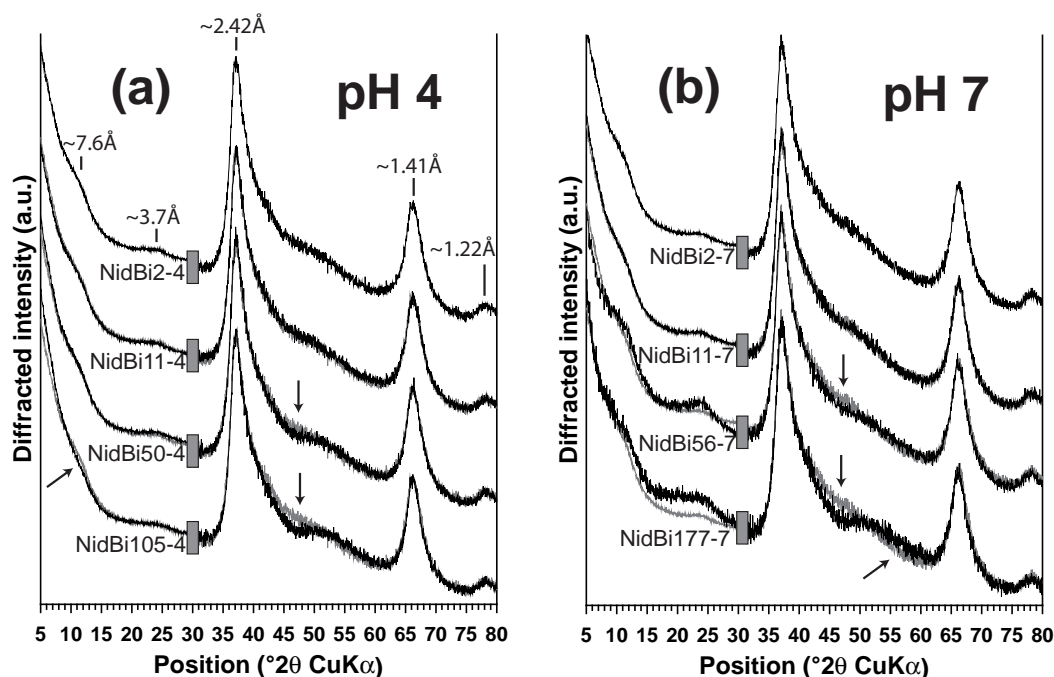 ~2.42Å
(a)
pH 4
~7.6Å
~1.41Å
~3.7Å
~1.22Å
NidBi2-4
NidBi11-4
NidBi50-4
NidBi105-4
Diffracted intensity (a.u.)
5 10 15 20 25 30 35 40 45 50 55 60 65 70 75 80
Position (°2θ CuKα)
(b)
pH 7
NidBi2-7
NidBi11-7
NidBi56-7
NidBi177-7
Diffracted intensity (a.u.)
5 10 15 20 25 30 35 40 45 50 55 60 65 70 75 80
Position (°2θ CuKα)